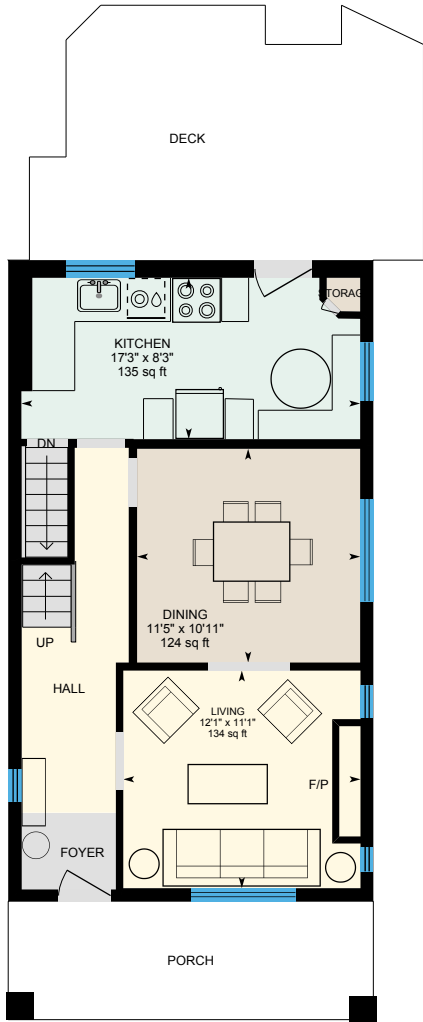 DECK
STORAG
KITCHEN
17'3" x 8'3"
135 sq ft
DN
DINING
11'5" x 10'11"
124 sq ft
UP
HALL
LIVING
12'1" x 11'1"
134 sq ft
F/P
FOYER
PORCH